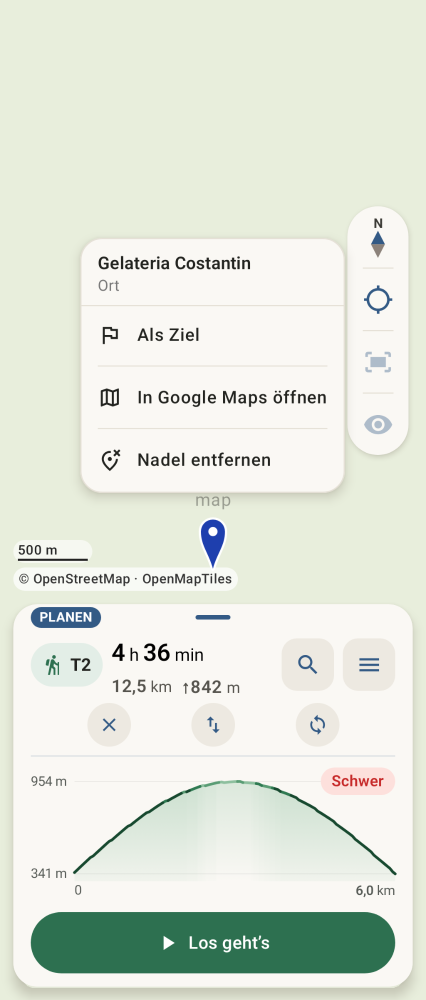 N
Gelateria Costantin
Ort
Als Ziel
In Google Maps öffnen
Nadel entfernen
map
500 m
© OpenStreetMap · OpenMapTiles
PLANEN
T2
4 h 36 min
12,5 km ↑842 m
954 m
Schwer
341 m
0
6,0 km
Los geht's